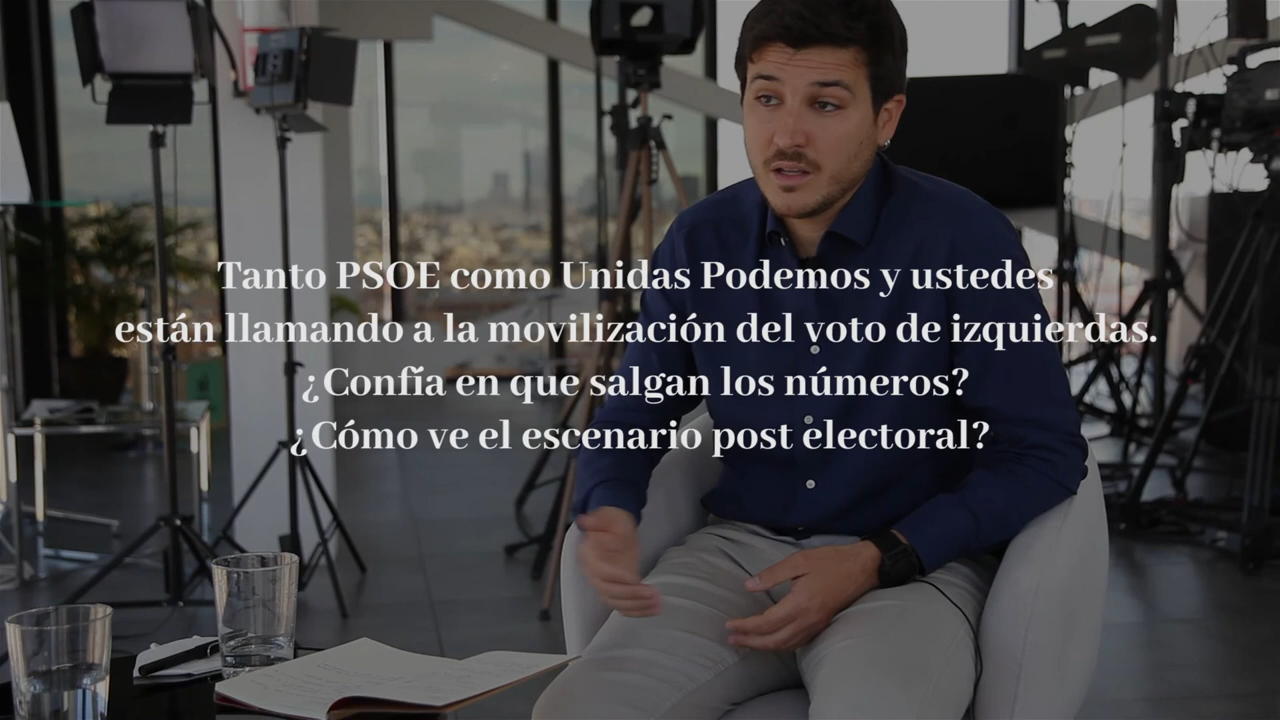 Tanto PSOE como Unidas Podemos y ustedes
están llamando a la movilización del voto de izquierdas.
¿Confía en que salgan los números?
¿Cómo ve el escenario post electoral?